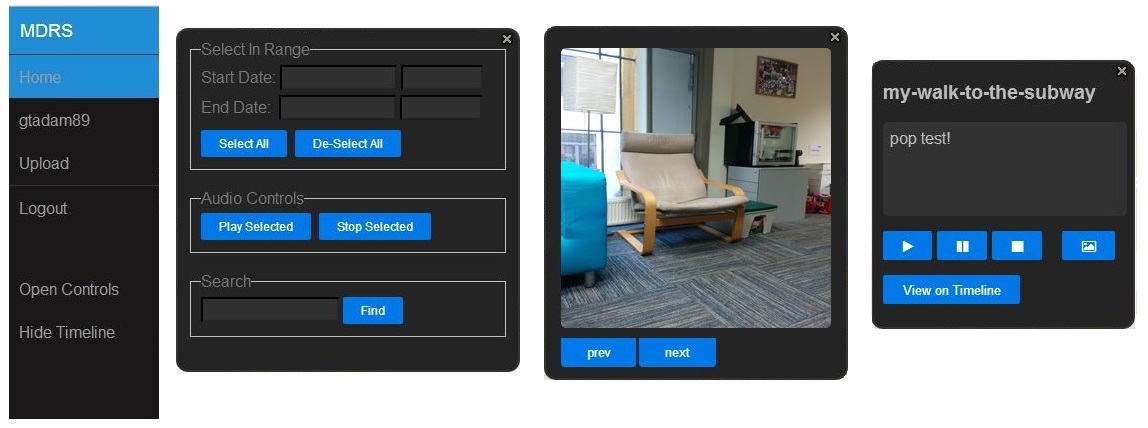 MDRS
Home
gtadam89
Upload
Logout
Open Controls
Hide Timeline
Select In Range
Start Date:
End Date:
Select All De-Select All
Audio Controls
Play Selected Stop Selected
Search
Find
prev next
my-walk-to-the-subway
pop test!
View on Timeline